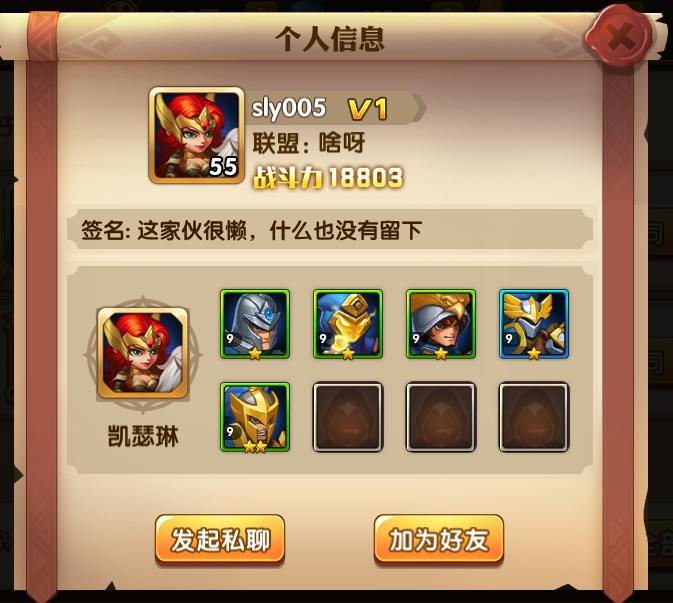 个人信息
sly005 V1
55
联盟：啥呀
战斗力18803
签名: 这家伙很懒，什么也没有留下
9 9 9 9
凯瑟琳
9
发起私聊 加为好友